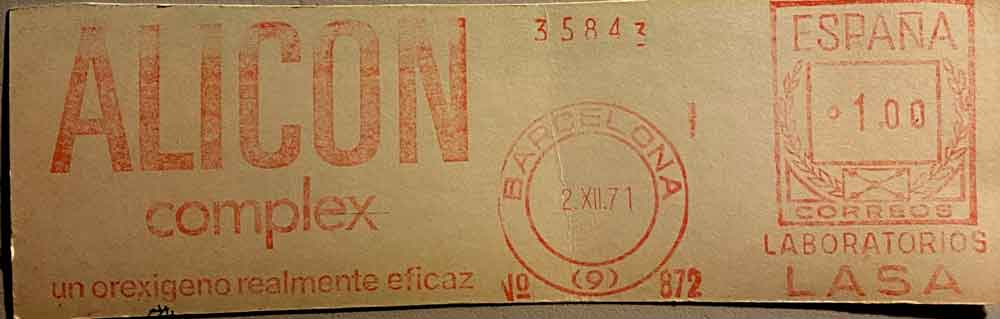 ALICON
complex
un orexigeno realmente eficaz
35843
BARCELONA
2.XII.71
(9)
Nº 872
ESPAÑA
1.00
CORREOS
LABORATORIOS
LASA